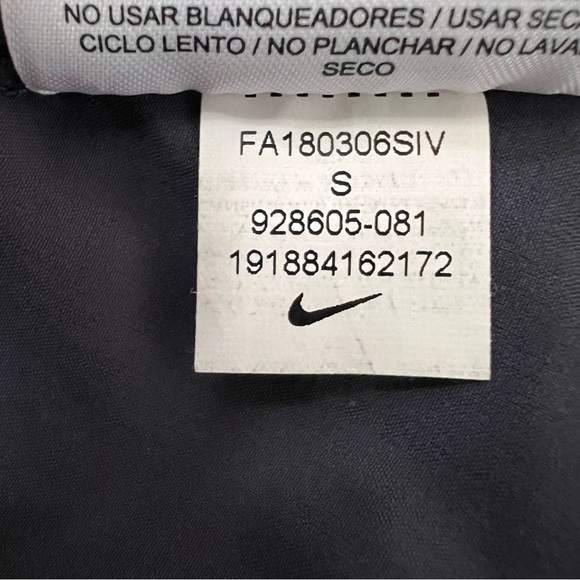 NO USAR BLANQUEADORES / USAR SEC
CICLO LENTO / NO PLANCHAR / NO LAVA
SECO
FA180306SIV
S
928605-081
191884162172